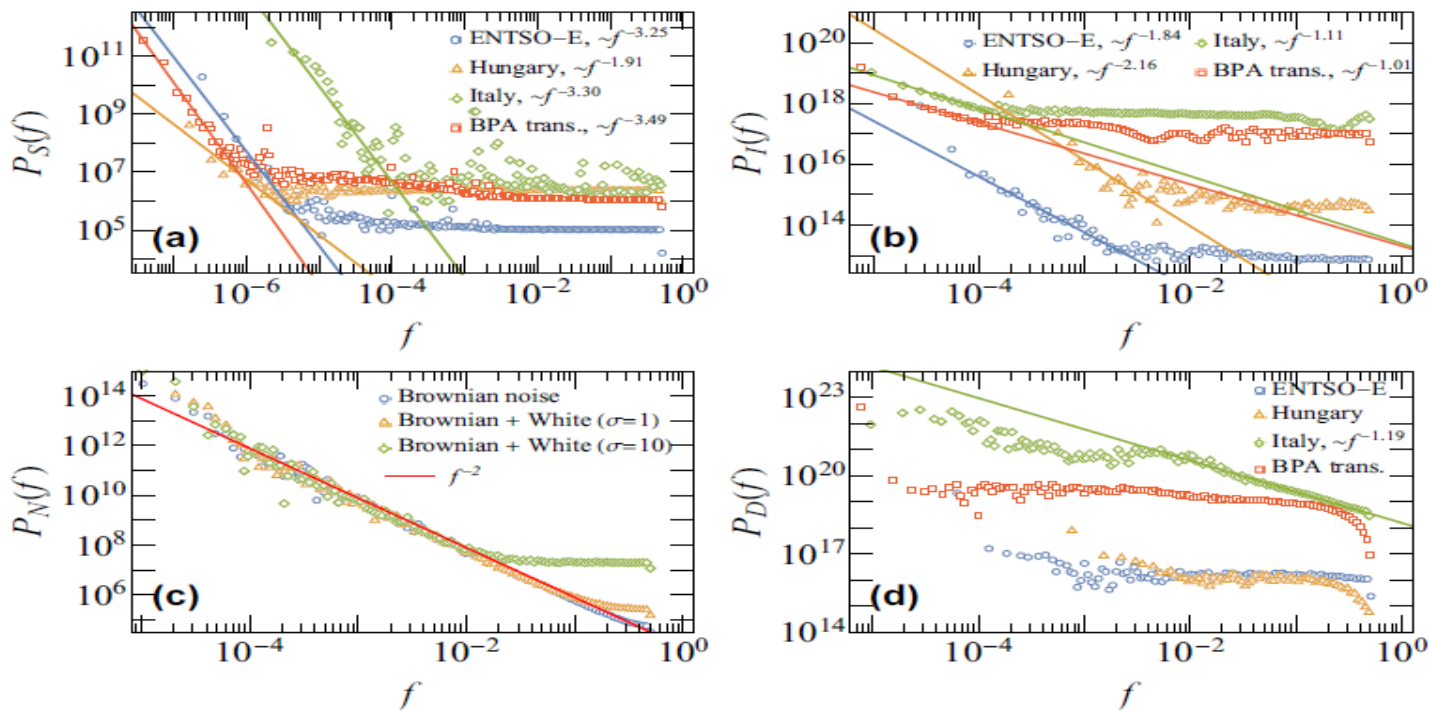 P_S(f)
10^11
10^9
10^7
10^5
ENTSO−E, ~f^−3.25
Hungary, ~f^−1.91
Italy, ~f^−3.30
BPA trans., ~f^−3.49
(a)
10^−6 10^−4 10^−2 10^0
f
P_I(f)
10^20
10^18
10^16
10^14
ENTSO−E, ~f^−1.84 Italy, ~f^−1.11
Hungary, ~f^−2.16 BPA trans., ~f^−1.01
(b)
10^−4 10^−2 10^0
f
P_N(f)
10^14
10^12
10^10
10^8
10^6
Brownian noise
Brownian + White (σ=1)
Brownian + White (σ=10)
f^−2
(c)
10^−4 10^−2 10^0
f
P_D(f)
10^23
10^20
10^17
10^14
ENTSO−E
Hungary
Italy, ~f^−1.19
BPA trans.
(d)
10^−4 10^−2 10^0
f